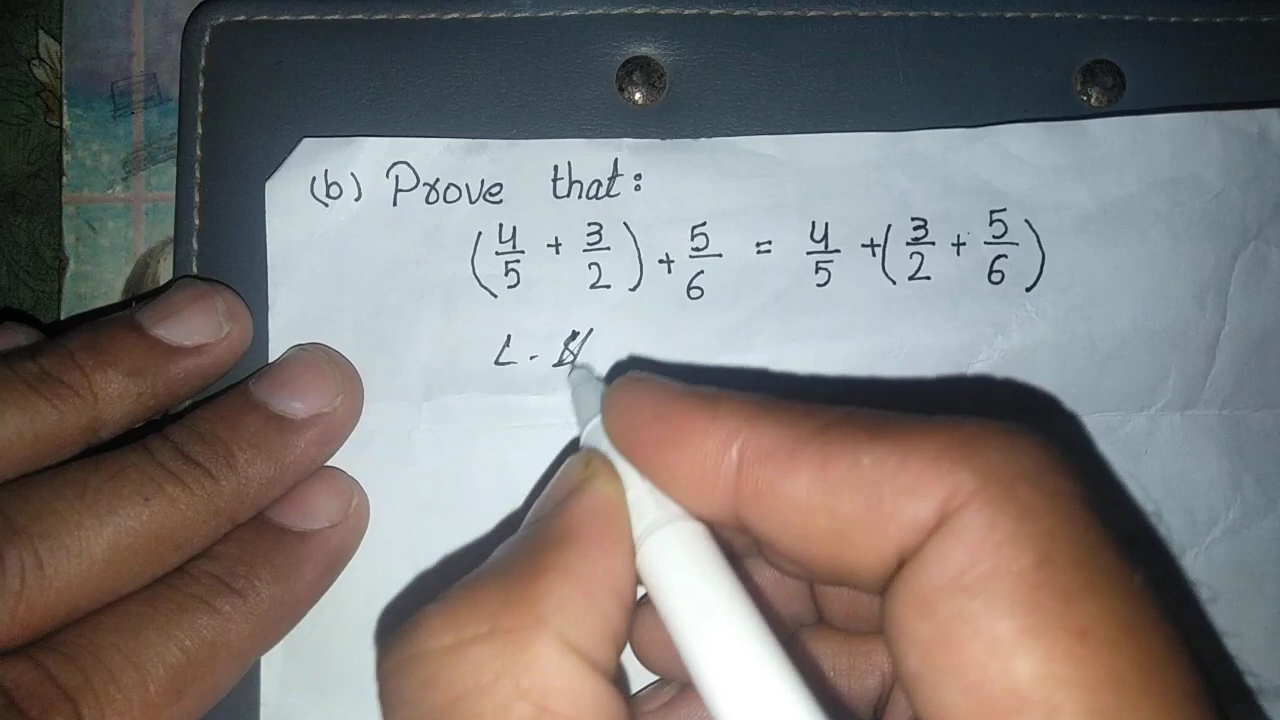 (b) Prove that:
(4/5 + 3/2) + 5/6 = 4/5 + (3/2 + 5/6)
L.H